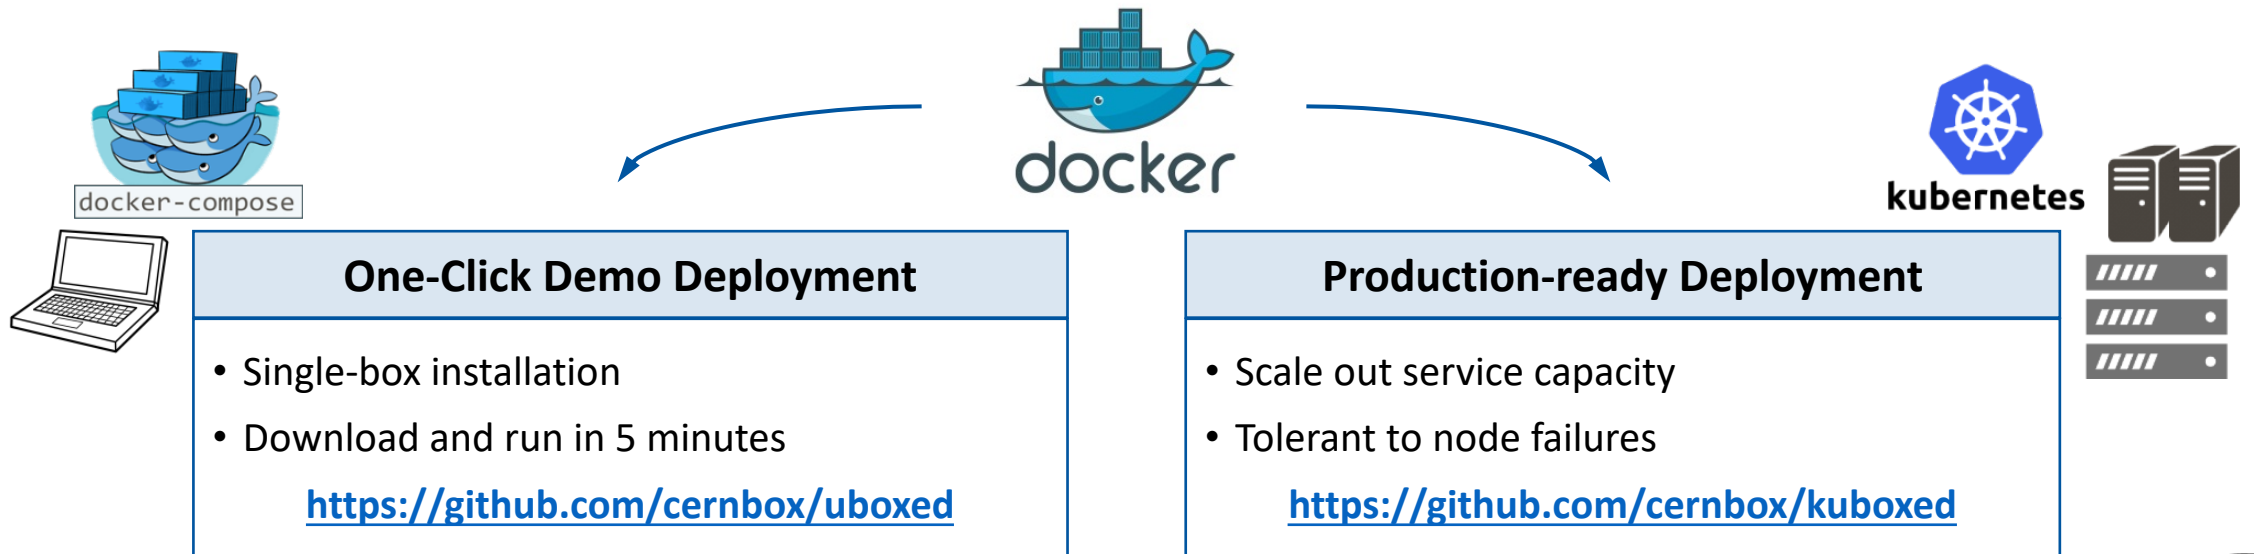 docker
docker-compose
kubernetes
One-Click Demo Deployment
• Single-box installation
• Download and run in 5 minutes
https://github.com/cernbox/uboxed
Production-ready Deployment
• Scale out service capacity
• Tolerant to node failures
https://github.com/cernbox/kuboxed